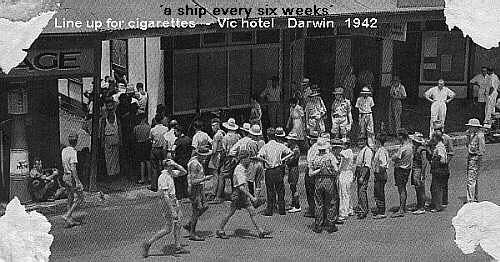 'a ship every six weeks'
Line up for cigarettes - Vic hotel Darwin 1942
AGE